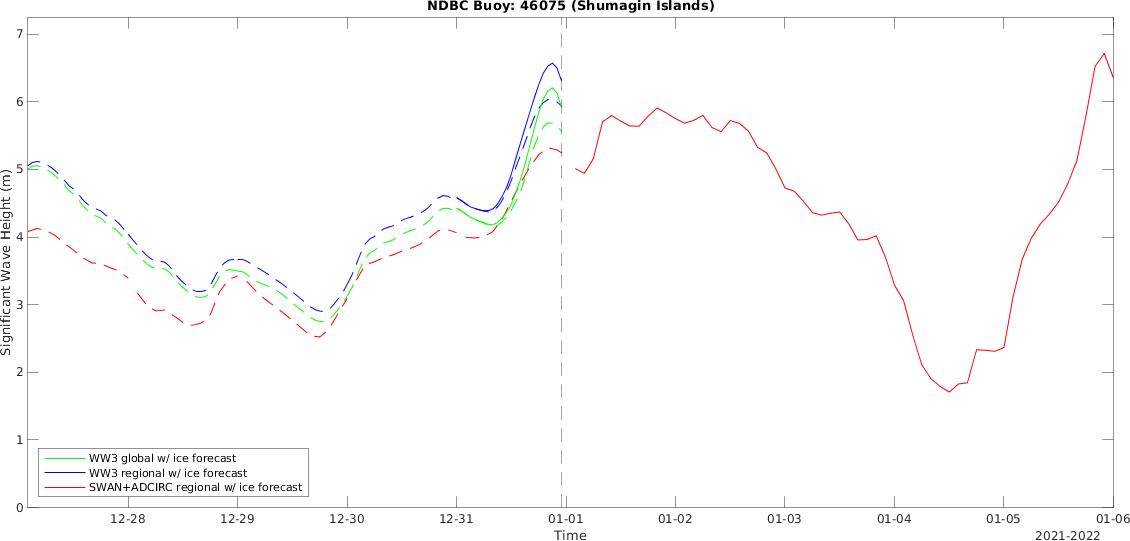 NDBC Buoy: 46075 (Shumagin Islands)
Significant Wave Height (m)
7
6
5
4
3
2
1
0
WW3 global w/ ice forecast
WW3 regional w/ ice forecast
SWAN+ADCIRC regional w/ ice forecast
12-28 12-29 12-30 12-31 01-01 01-02 01-03 01-04 01-05 01-06
Time
2021-2022